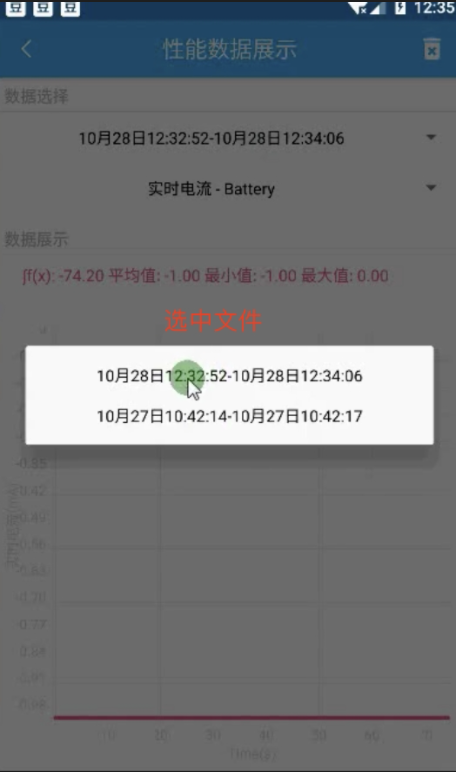 豆 豆 豆 12:35
性能数据展示
数据选择
10月28日12:32:52-10月28日12:34:06
实时电流 - Battery
数据展示
∫f(x): -74.20 平均值: -1.00 最小值: -1.00 最大值: 0.00
选中文件
10月28日12:32:52-10月28日12:34:06
10月27日10:42:14-10月27日10:42:17
-0.35
-0.42
-0.49
-0.56
-0.63
-0.70
-0.77
-0.84
-0.91
-0.98
10 20 30 40 50 60 70
Time(s)